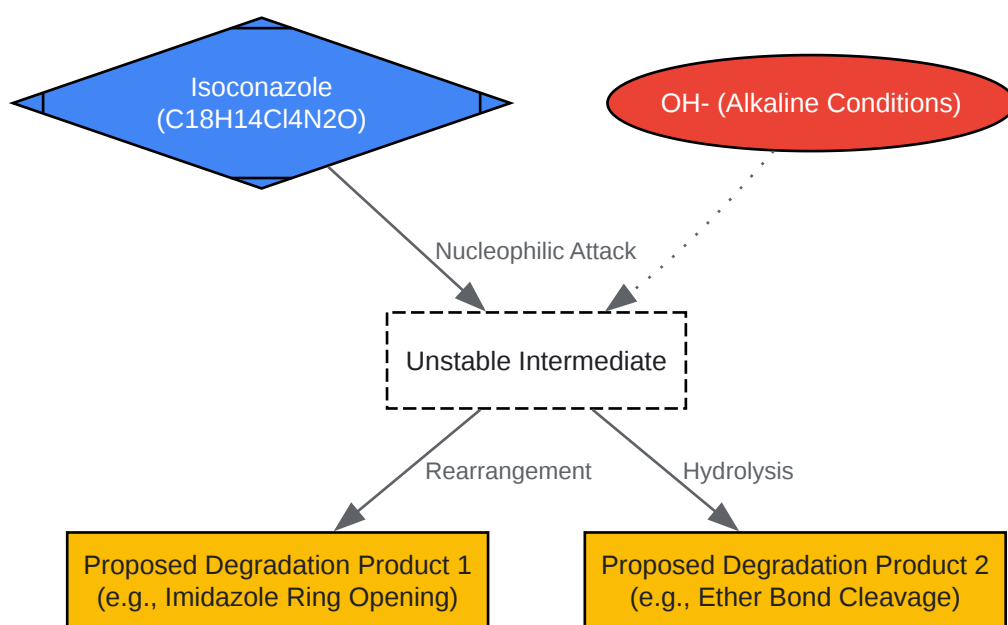 Isoconazole
(C18H14Cl4N2O)
OH- (Alkaline Conditions)
Nucleophilic Attack
Unstable Intermediate
Rearrangement
Hydrolysis
Proposed Degradation Product 1
(e.g., Imidazole Ring Opening)
Proposed Degradation Product 2
(e.g., Ether Bond Cleavage)